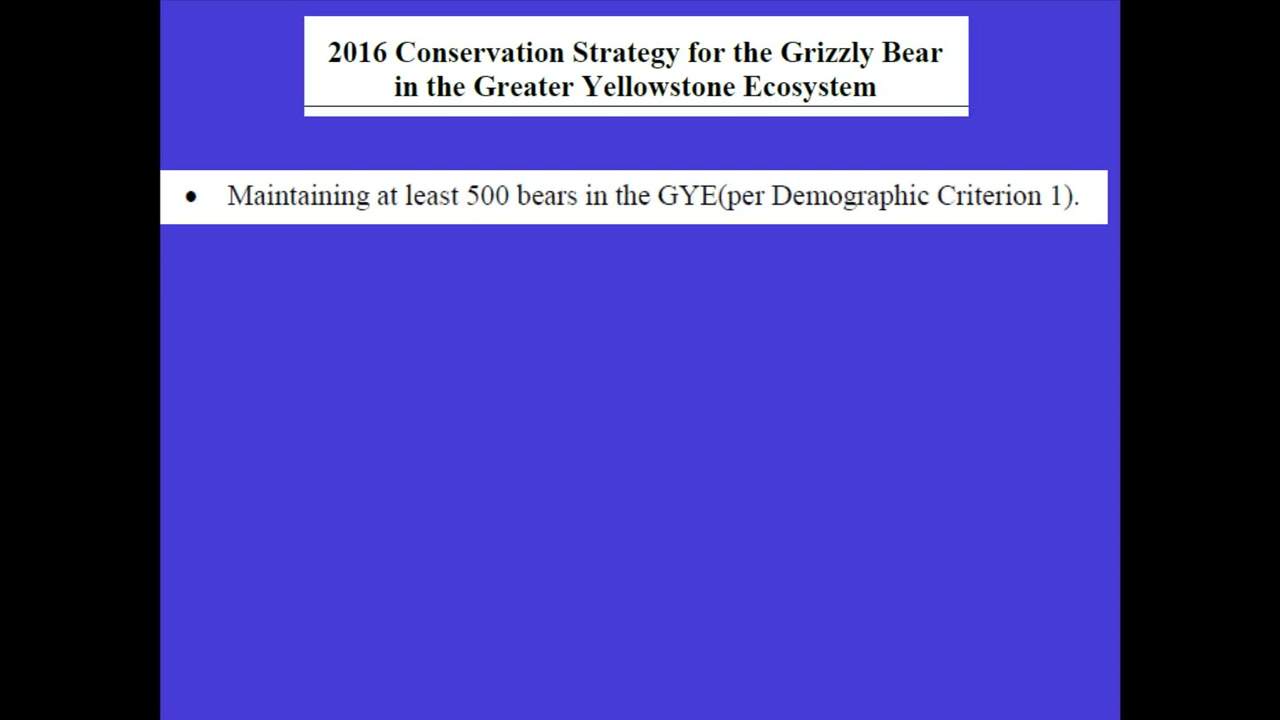 2016 Conservation Strategy for the Grizzly Bear
in the Greater Yellowstone Ecosystem
• Maintaining at least 500 bears in the GYE(per Demographic Criterion 1).